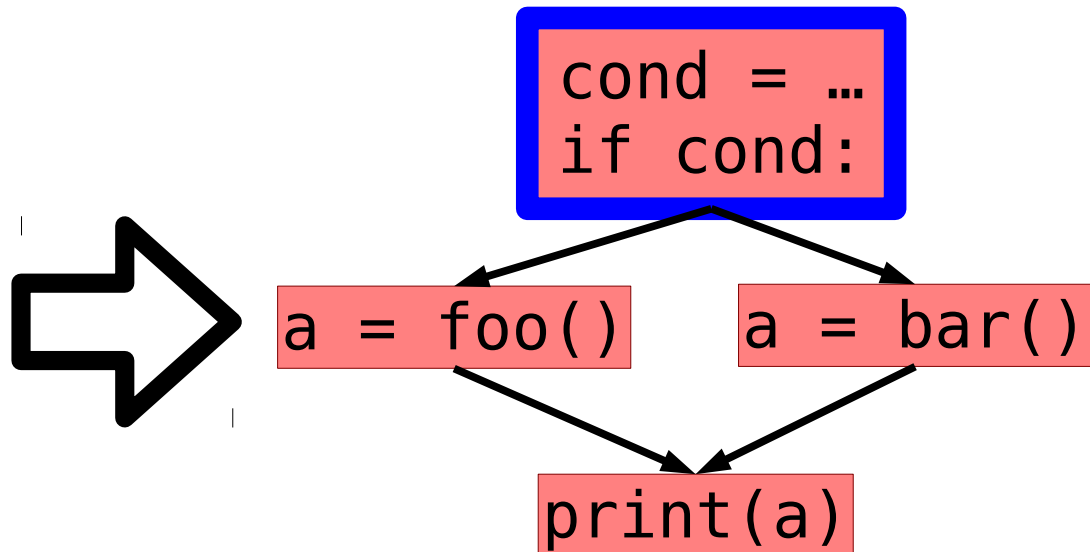 cond = …
if cond:
a = foo()
a = bar()
print(a)